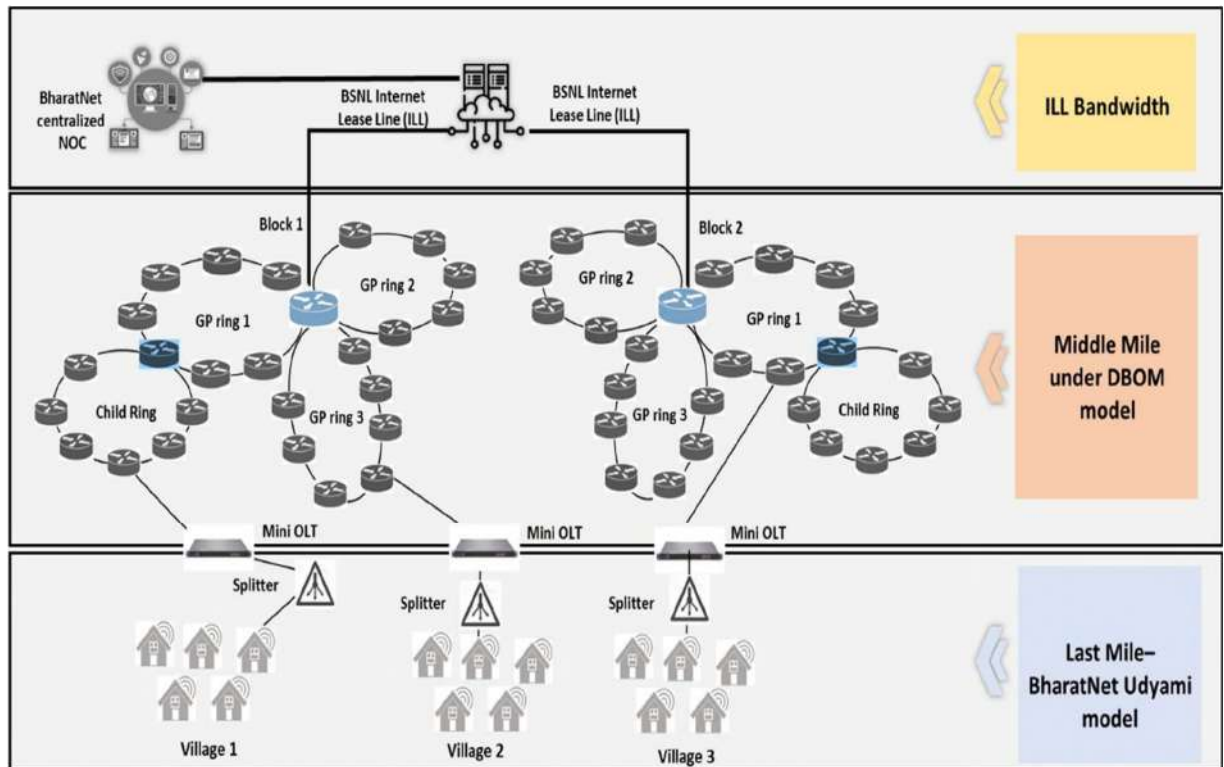 BharatNet
centralized
NOC
BSNL Internet
Lease Line (ILL)
BSNL Internet
Lease Line (ILL)
ILL Bandwidth
Block 1
GP ring 2
GP ring 1
Child Ring
GP ring 3
Block 2
GP ring 2
GP ring 1
GP ring 3
Child Ring
Middle Mile
under DBOM
model
Mini OLT
Mini OLT
Mini OLT
Splitter
Splitter
Splitter
Village 1
Village 2
Village 3
Last Mile–
BharatNet Udyami
model